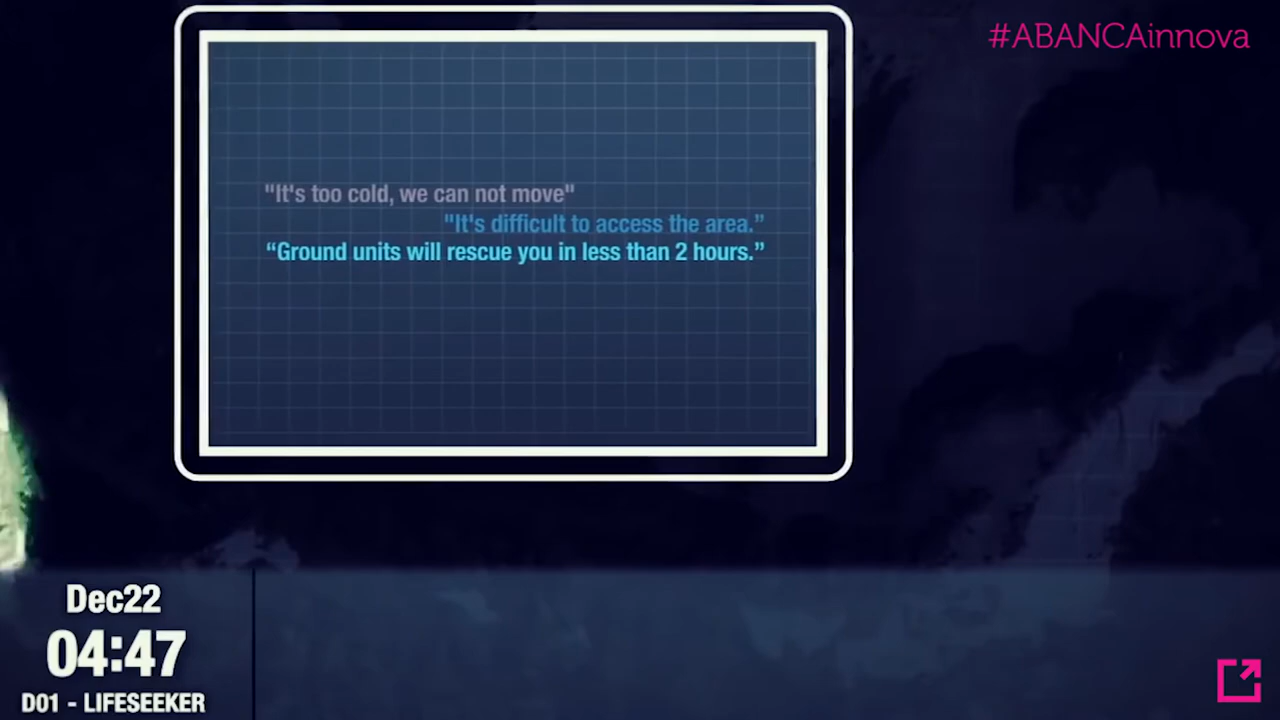 #ABANCAinnova
"It's too cold, we can not move"
"It's difficult to access the area.”
“Ground units will rescue you in less than 2 hours.”
Dec22
04:47
D01 - LIFESEEKER